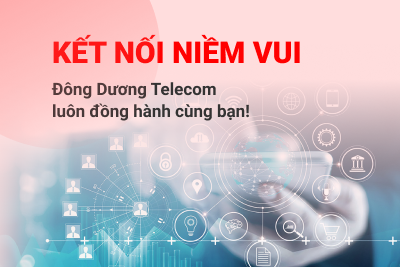 KẾT NỐI NIỀM VUI
Đông Dương Telecom
luôn đồng hành cùng bạn!